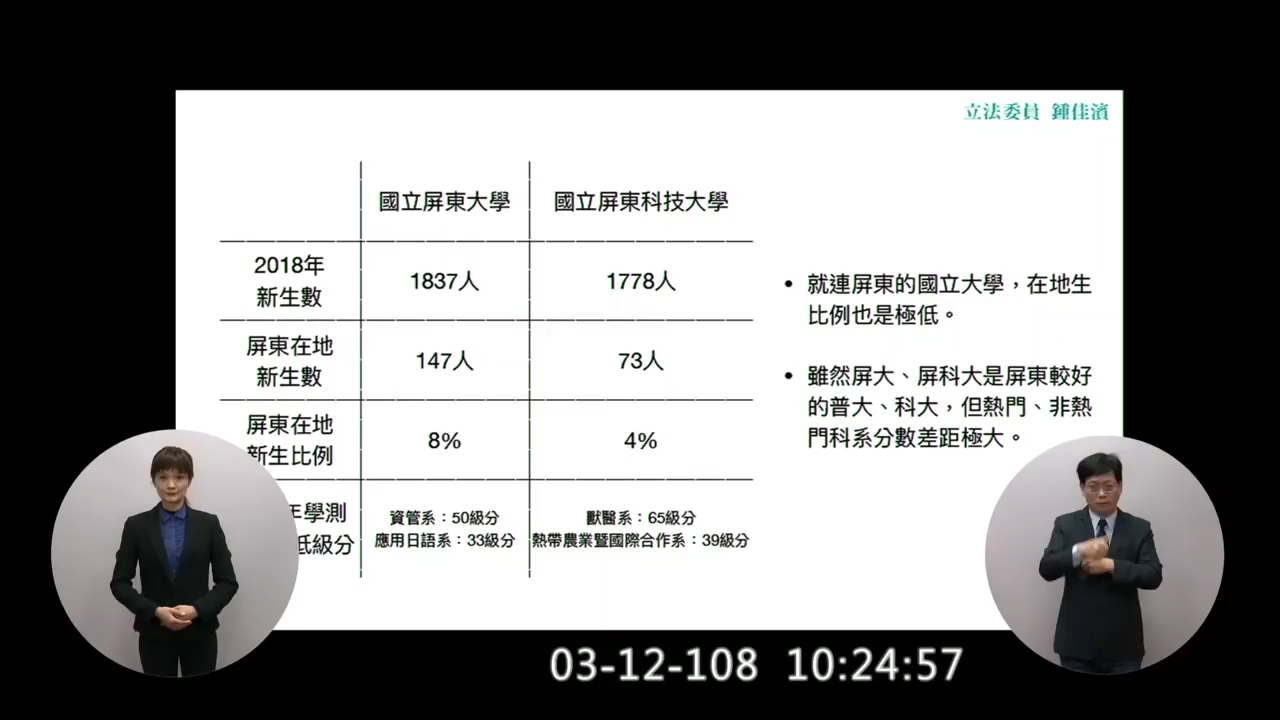 立法委員 鍾佳濱
國立屏東大學 國立屏東科技大學
2018年
新生數
1837人 1778人
屏東在地
新生數
147人 73人
屏東在地
新生比例
8% 4%
年學測
低級分
資管系：50級分
應用日語系：33級分
獸醫系：65級分
熱帶農業暨國際合作系：39級分
• 就連屏東的國立大學，在地生
比例也是極低。
• 雖然屏大、屏科大是屏東較好
的普大、科大，但熱門、非熱
門科系分數差距極大。
03-12-108 10:24:57